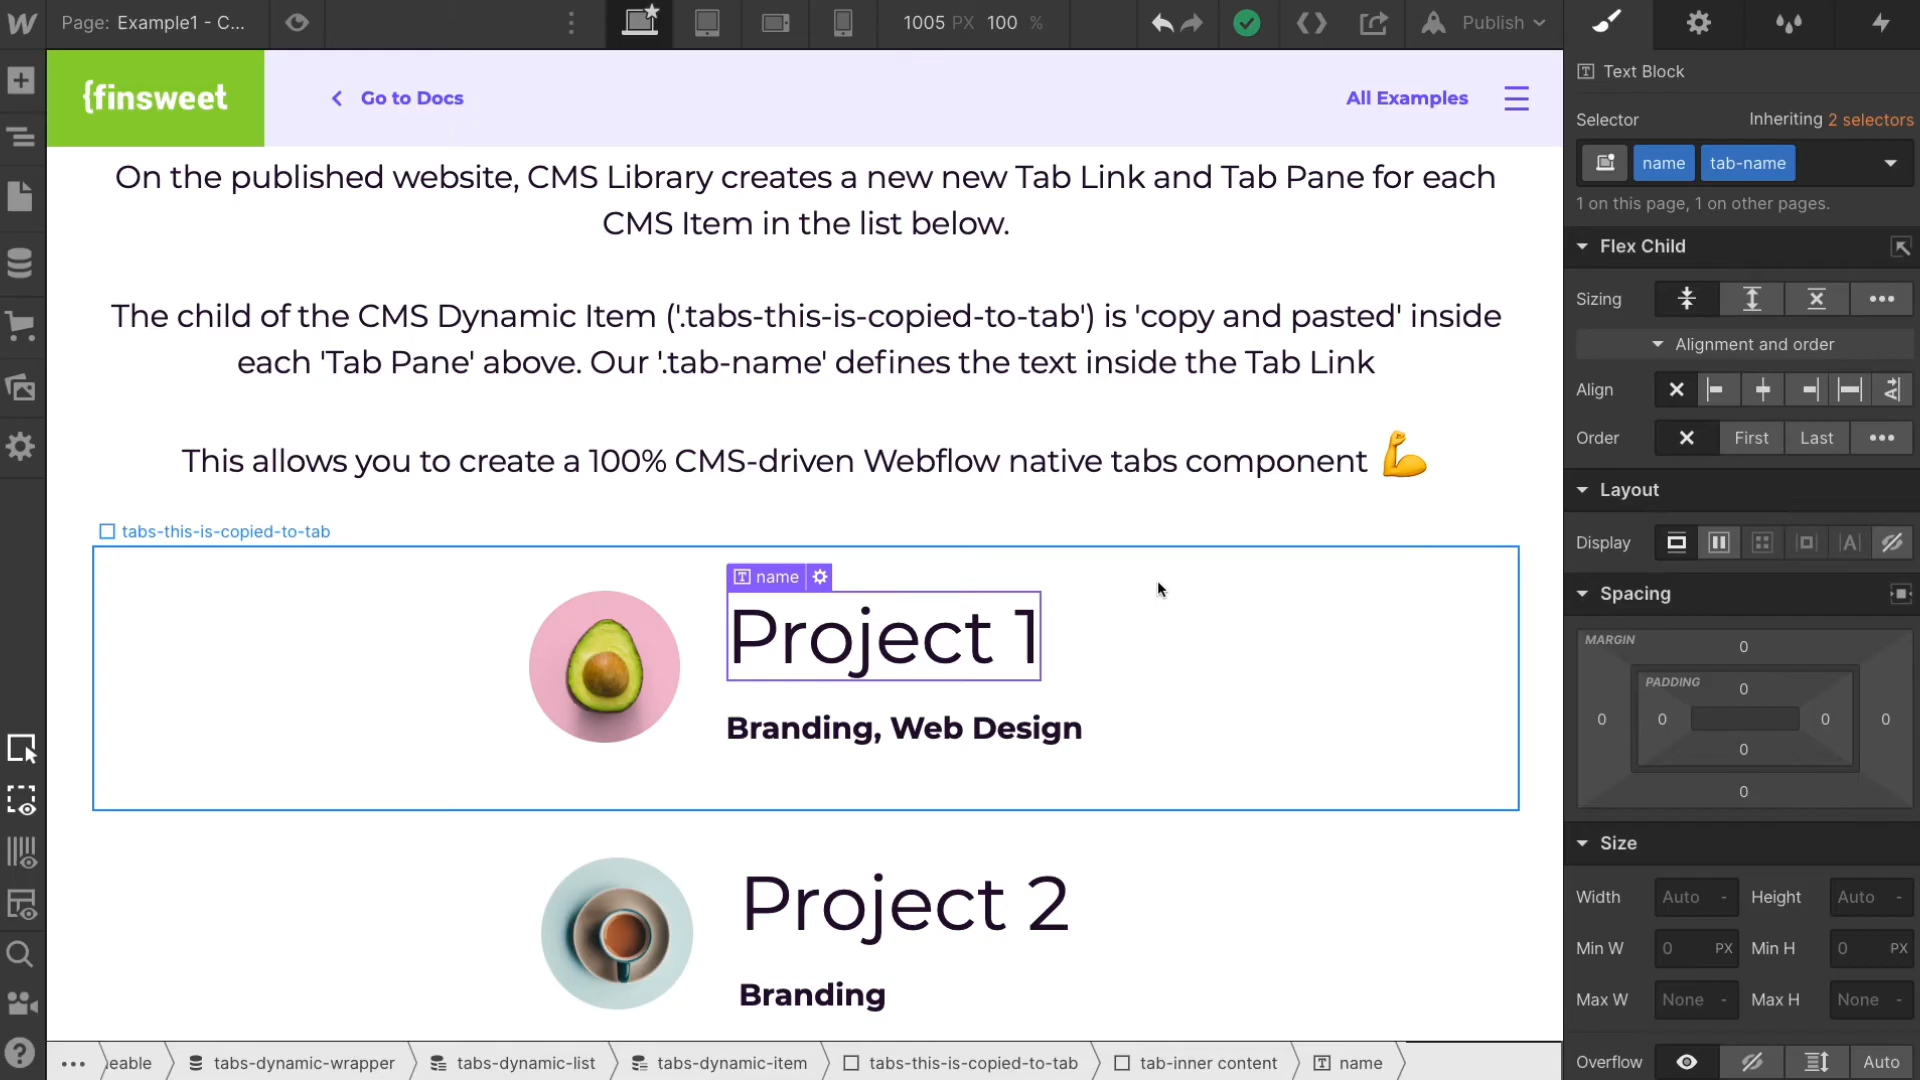 Page: Example1 - C...
1005 PX 100 %
Publish
{finsweet
Go to Docs
All Examples
On the published website, CMS Library creates a new new Tab Link and Tab Pane for each
CMS Item in the list below.
The child of the CMS Dynamic Item ('.tabs-this-is-copied-to-tab') is 'copy and pasted' inside
each 'Tab Pane' above. Our '.tab-name' defines the text inside the Tab Link
This allows you to create a 100% CMS-driven Webflow native tabs component
tabs-this-is-copied-to-tab
name
Project 1
Branding, Web Design
Project 2
Branding
eable
tabs-dynamic-wrapper
tabs-dynamic-list
tabs-dynamic-item
tabs-this-is-copied-to-tab
tab-inner content
name
Text Block
Selector
Inheriting 2 selectors
name tab-name
1 on this page, 1 on other pages.
Flex Child
Sizing
Alignment and order
Align
Order First Last
Layout
Display
Spacing
MARGIN
0
PADDING
0
0 0 0 0
0
0
Size
Width Auto - Height Auto -
Min W 0 PX Min H 0 PX
Max W None - Max H None -
Overflow Auto